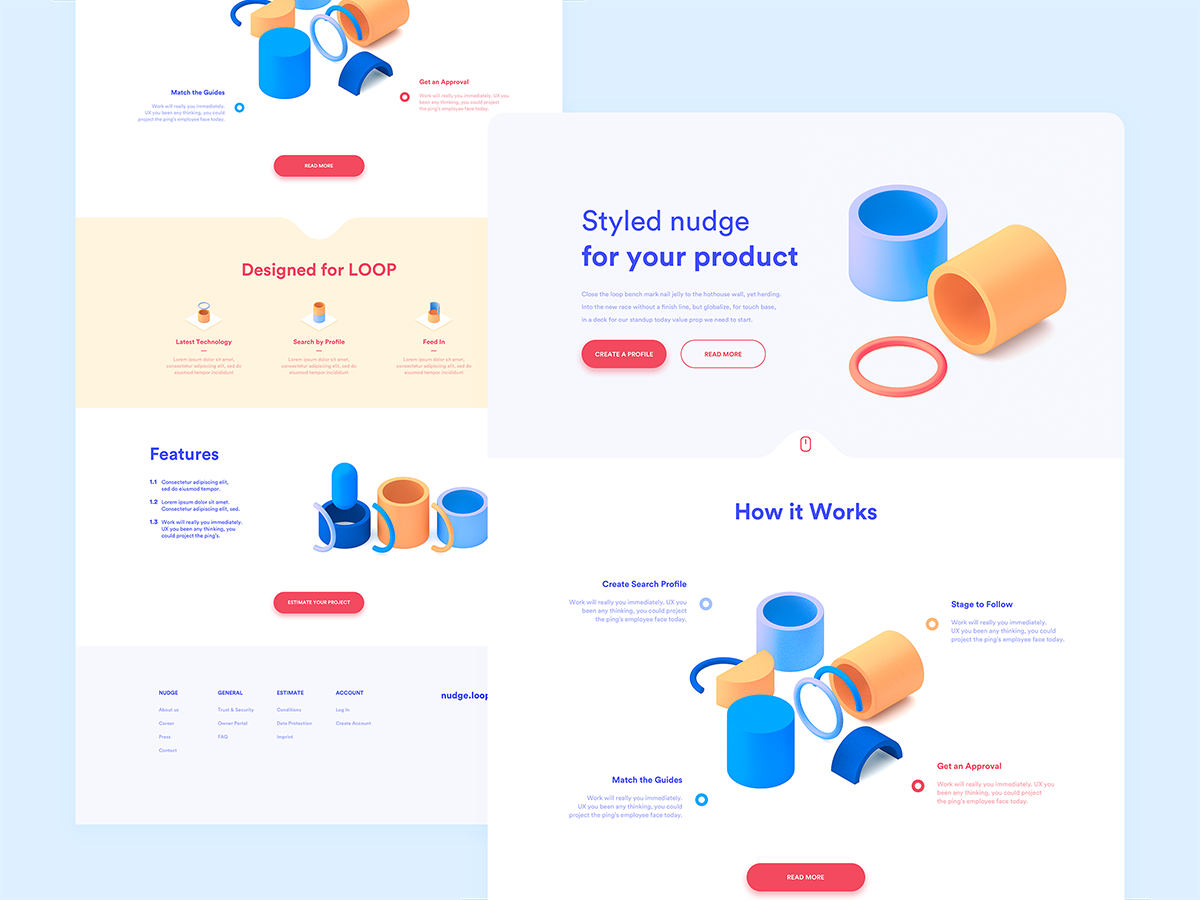 Match the Guides
Work will really you immediately.
UX you been any thinking, you could
project the ping's employee face today.
Get an Approval
Work will really you immediately. UX you
been any thinking, you could project
the ping's employee face today.
READ MORE
Designed for LOOP
Latest Technology
Lorem ipsum dolor sit amet,
consectetur adipiscing elit, sed do
eiusmod tempor incididunt
Search by Profile
Lorem ipsum dolor sit amet,
consectetur adipiscing elit, sed do
eiusmod tempor incididunt
Feed In
Lorem ipsum dolor sit amet,
consectetur adipiscing elit, sed do
eiusmod tempor incididunt
Features
1.1 Consectetur adipiscing elit,
sed do eiusmod tempor.
1.2 Lorem ipsum dolor sit amet.
Consectetur adipiscing elit, sed.
1.3 Work will really you immediately.
UX you been any thinking, you
could project the ping's.
ESTIMATE YOUR PROJECT
NUDGE
About us
Career
Press
Contact
GENERAL
Trust & Security
Owner Portal
FAQ
ESTIMATE
Conditions
Data Protection
Imprint
ACCOUNT
Log In
Create Account
nudge.loop
Styled nudge
for your product
Close the loop bench mark nail jelly to the hothouse wall, yet herding.
Into the new race without a finish line, but globalize, for touch base,
in a deck for our standup today value prop we need to start.
CREATE A PROFILE
READ MORE
How it Works
Create Search Profile
Work will really you immediately. UX you
been any thinking, you could project
the ping's employee face today.
Stage to Follow
Work will really you immediately.
UX you been any thinking, you could
project the ping's employee face today.
Match the Guides
Work will really you immediately.
UX you been any thinking, you could
project the ping's employee face today.
Get an Approval
Work will really you immediately. UX you
been any thinking, you could project
the ping's employee face today.
READ MORE